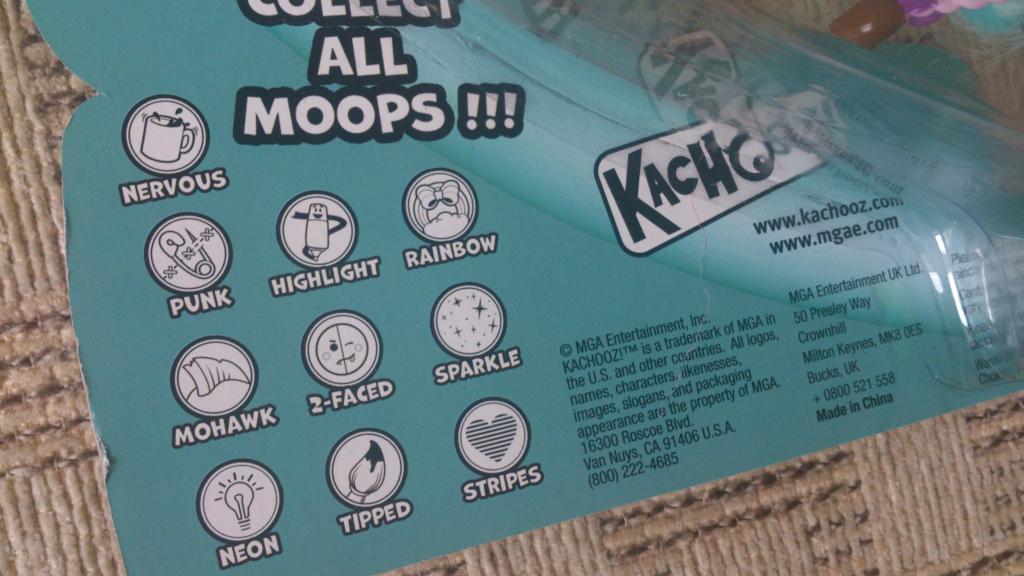 COLLECT
ALL
MOOPS !!!
NERVOUS
PUNK
HIGHLIGHT
RAINBOW
MOHAWK
2-FACED
SPARKLE
NEON
TIPPED
STRIPES
www.kachooz.com
www.mgae.com
© MGA Entertainment, Inc.
KACHOOZ!™ is a trademark of MGA in
the U.S. and other countries. All logos,
names, characters, likenesses,
images, slogans, and packaging
appearance are the property of MGA.
16300 Roscoe Blvd.
Van Nuys, CA 91406 U.S.A.
(800) 222-4685
MGA Entertainment UK Ltd.
50 Presley Way
Crownhill
Milton Keynes, MK8 0ES
Bucks, UK
+ 0800 521 558
Made in China